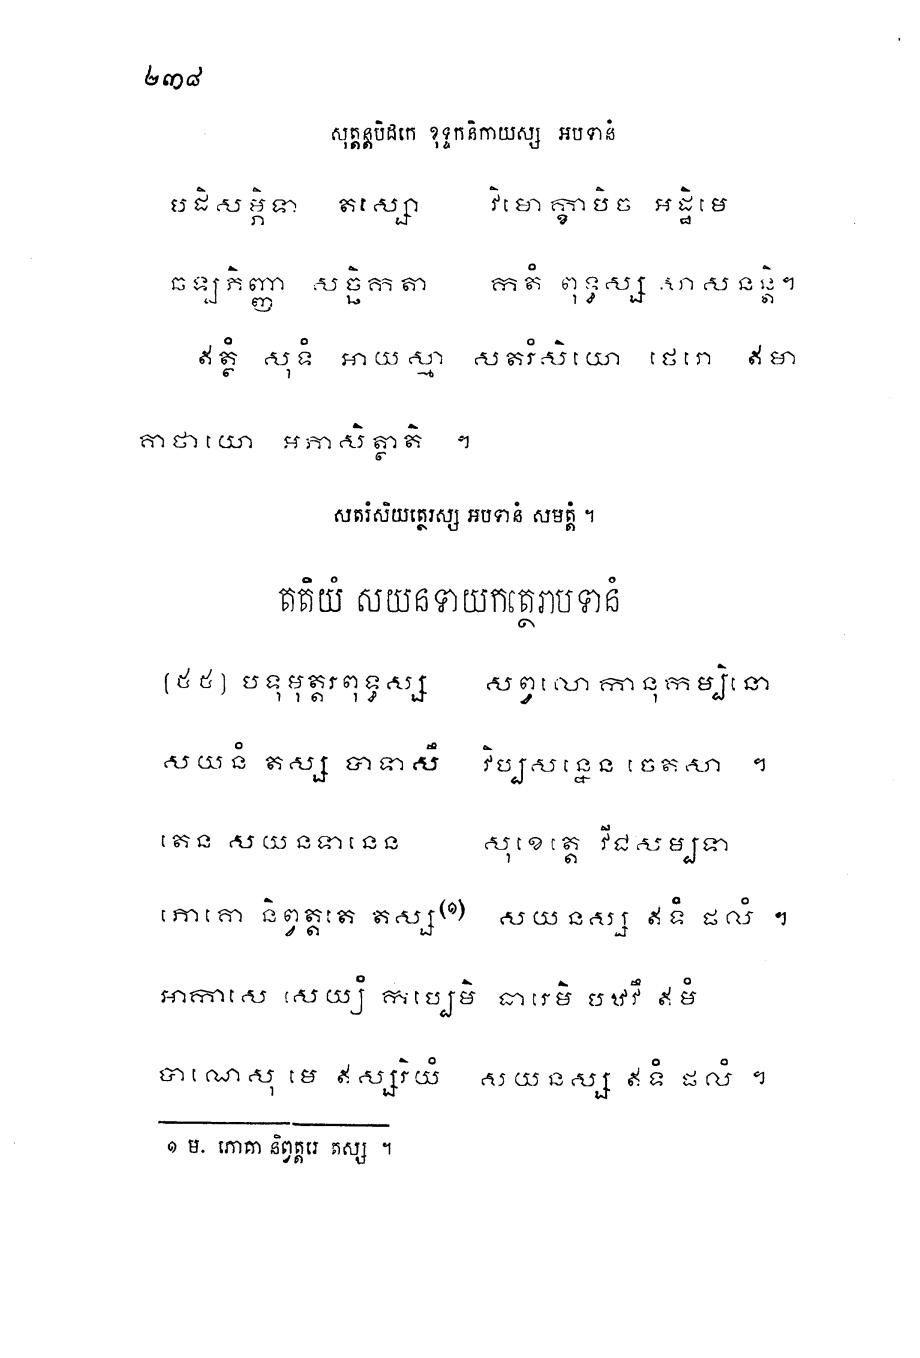 ២៣៨
សុត្តន្តបិដកេ ខុទ្ទកនិកាយស្ស អបទានំ
បដិសម្ភិទា តស្សោ វិមោក្ខាបិច អដ្ឋិមេ
ឆឡភិញ្ញា សច្ឆិកតា កតំ ពុទ្ធស្ស សាសនន្តិ។
ឥត្ថំ សុទំ អាយស្មា សតរំសិយោ ថេរោ ឥមា
គាថាយោ អភាសិត្ថាតិ ។
សតរំសិយត្ថេរស្ស អបទានំ សមត្តំ ។
តតិយំ សយនទាយកត្ថេរាបទានំ
(៥៥) បទុមុត្តរពុទ្ធស្ស សព្វលោកានុកម្បិនោ
សយនំ តស្ស បាទាសឹ វិប្បសន្នេន ចេតសា ។
តេន សយនទានេន សុខេត្តេ វីជសម្បទា
ភោគោ និព្វត្តតេ តស្ស(១) សយនស្ស ឥទំ ផលំ ។
អាកាសេ សេយ្យំ កប្បេមិ ធារេមិ បឋវឹ ឥមំ
បាណេសុ មេ ឥស្សរិយំ សយនស្ស ឥទំ ផលំ ។
១ ម. ភោគា និព្វត្តរេ តស្ស ។